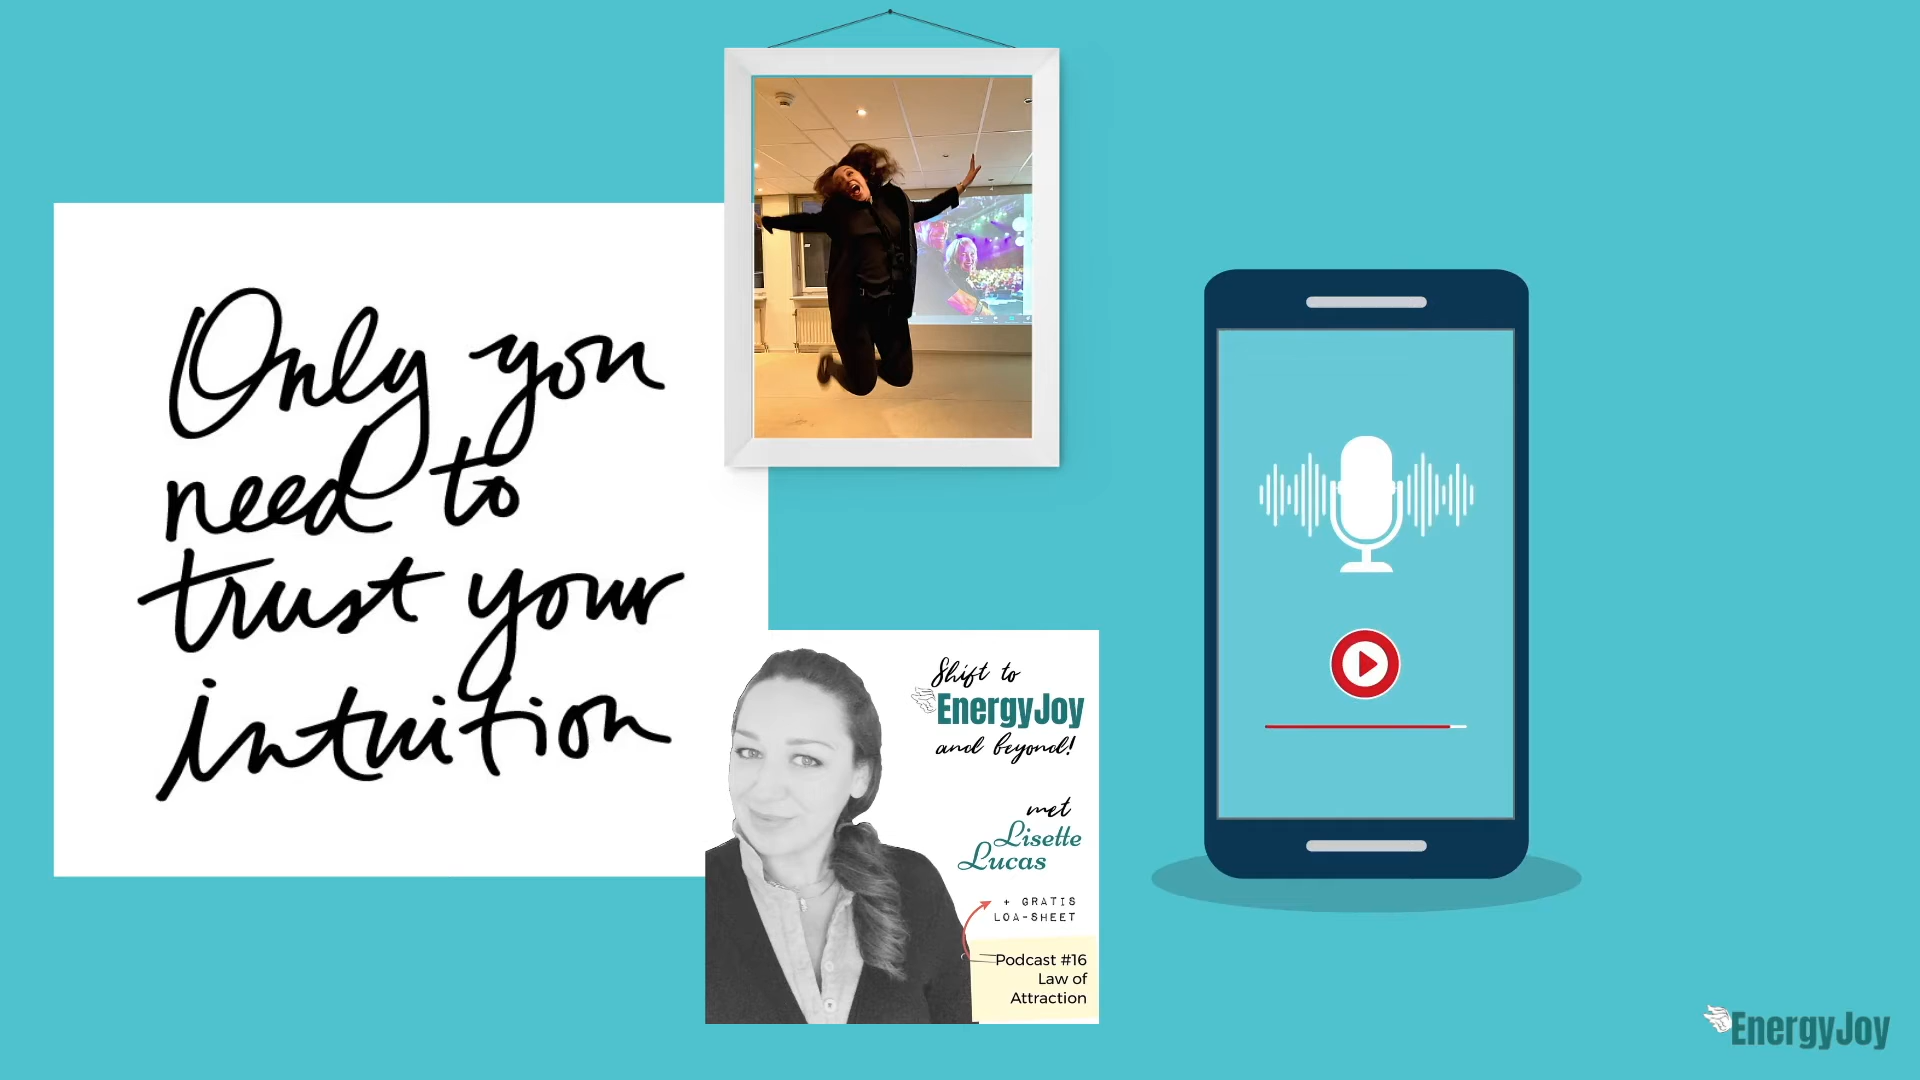 Only you
need to
trust your
intuition
Shift to
EnergyJoy
and beyond!
met
Lisette
Lucas
+ GRATIS
LOA-SHEET
Podcast #16
Law of
Attraction
EnergyJoy